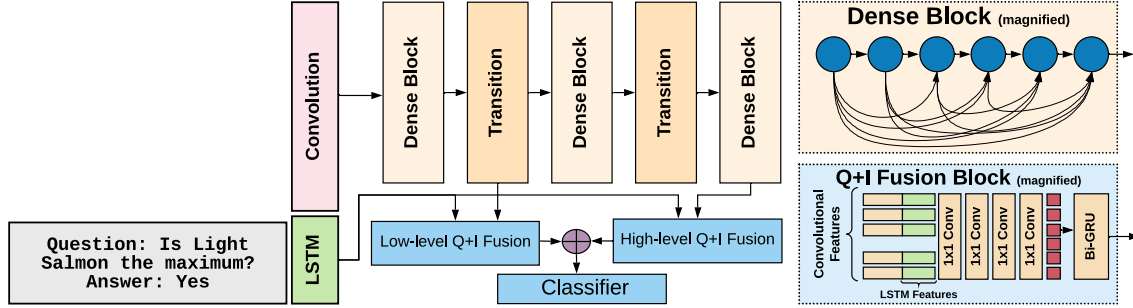 Convolution
Dense Block
Transition
Dense Block
Transition
Dense Block
Dense Block (magnified)
Question: Is Light
Salmon the maximum?
Answer: Yes
LSTM
Low-level Q+I Fusion
High-level Q+I Fusion
Classifier
Q+I Fusion Block (magnified)
Convolutional
Features
1x1 Conv
1x1 Conv
1x1 Conv
1x1 Conv
Bi-GRU
LSTM Features